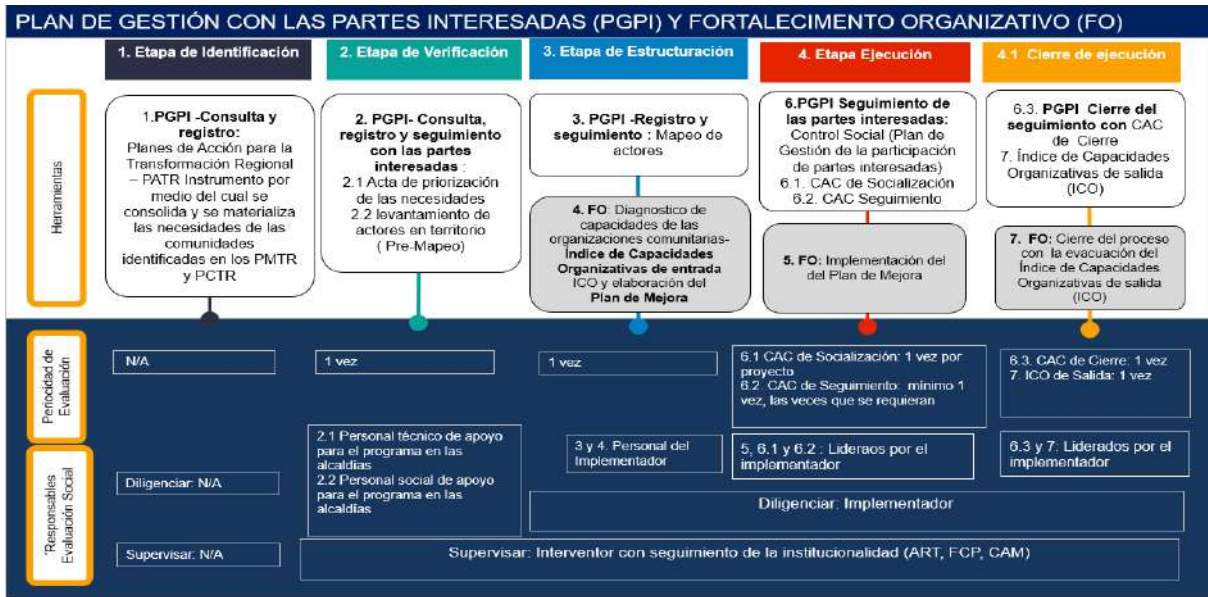 PLAN DE GESTIÓN CON LAS PARTES INTERESADAS (PGPI) Y FORTALECIMIENTO ORGANIZATIVO (FO)
1. Etapa de Identificación
2. Etapa de Verificación
3. Etapa de Estructuración
4. Etapa Ejecución
4.1 Cierre de ejecución
Herramientas
1.PGPI -Consulta y
registro:
Planes de Acción para la
Transformación Regional
– PATR Instrumento por
medio del cual se
consolida y se materializa
las necesidades de las
comunidades
identificadas en los PMTR
y PCTR
2. PGPI- Consulta,
registro y seguimiento
con las partes
interesadas :
2.1 Acta de priorización
de las necesidades
2.2 levantamiento de
actores en territorio
( Pre-Mapeo)
3. PGPI -Registro y
seguimiento : Mapeo de
actores
4. FO: Diagnostico de
capacidades de las
organizaciones comunitarias-
Índice de Capacidades
Organizativas de entrada
ICO y elaboración del
Plan de Mejora
6.PGPI Seguimiento de
las partes interesadas:
Control Social (Plan de
Gestión de la participación
de partes interesadas)
6.1. CAC de Socialización
6.2. CAC Seguimiento
5. FO: Implementación del
del Plan de Mejora
6.3. PGPI Cierre del
seguimiento con CAC
de Cierre
7. Índice de Capacidades
Organizativas de salida
(ICO)
7. FO: Cierre del proceso
con la evacuación del
Índice de Capacidades
Organizativas de salida
(ICO)
Periocidad de
Evaluación
N/A
1 vez
1 vez
6.1 CAC de Socialización: 1 vez por
proyecto
6.2. CAC de Seguimiento: mínimo 1
vez, las veces que se requieran
6.3. CAC de Cierre: 1 vez
7. ICO de Salida: 1 vez
"Responsables
Evaluación Social
Diligenciar: N/A
2.1 Personal técnico de apoyo
para el programa en las
alcaldías
2.2 Personal social de apoyo
para el programa en las
alcaldías
3 y 4. Personal del
Implementador
5, 6.1 y 6.2 : Lideraos por el
implementador
6.3 y 7: Liderados por el
implementador
Diligenciar: Implementador
Supervisar: N/A
Supervisar: Interventor con seguimiento de la institucionalidad (ART, FCP, CAM)